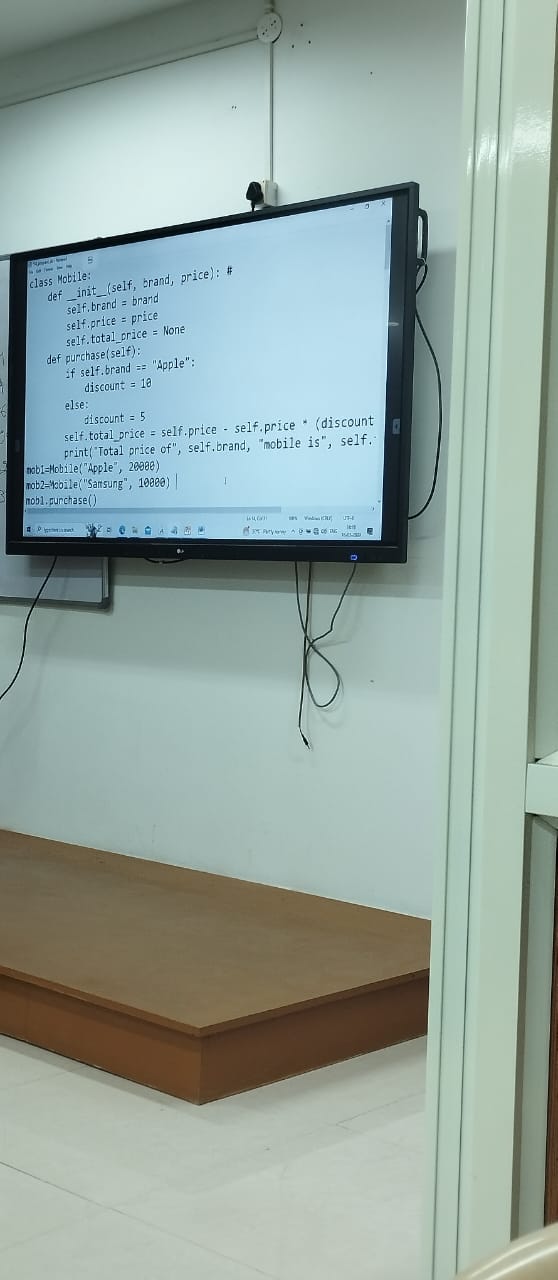 class Mobile:
    def __init__(self, brand, price): #
        self.brand = brand
        self.price = price
        self.total_price = None
    def purchase(self):
        if self.brand == "Apple":
            discount = 10
        else:
            discount = 5
        self.total_price = self.price - self.price * (discount
        print("Total price of", self.brand, "mobile is", self.
mob1=Mobile("Apple", 20000)
mob2=Mobile("Samsung", 10000)
mob1.purchase()
LG